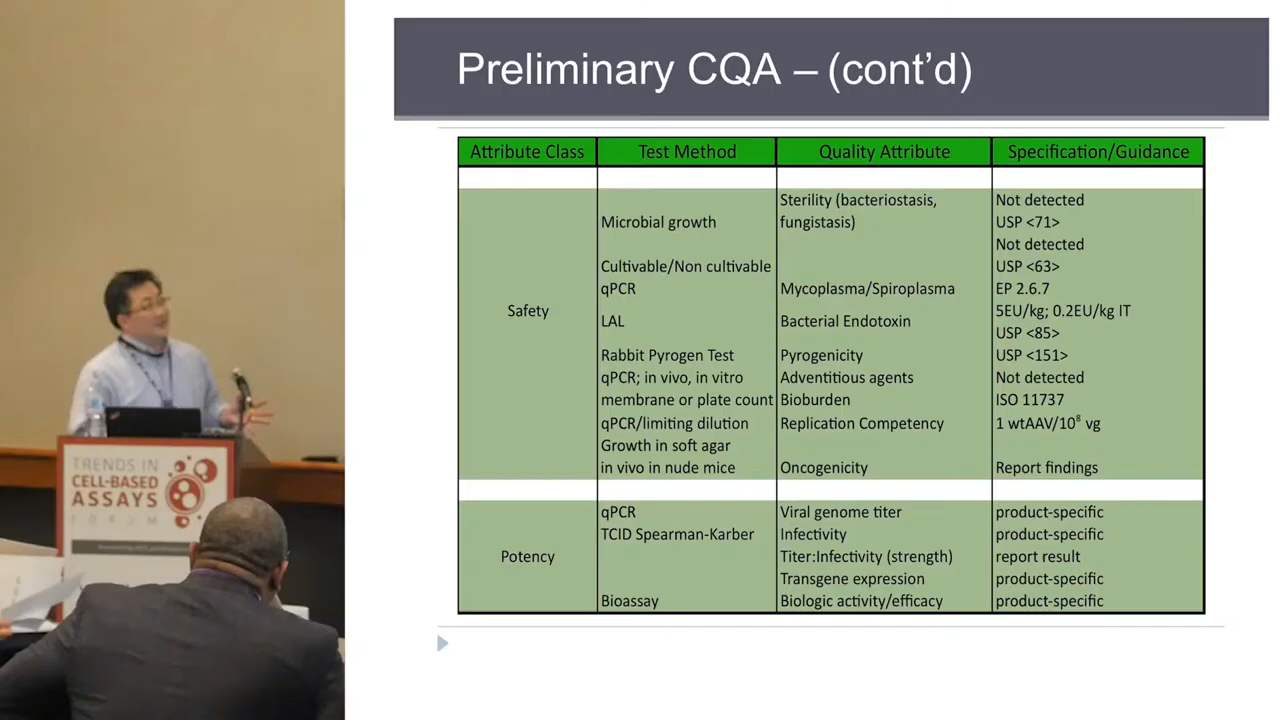 Preliminary CQA – (cont’d)
Attribute Class Test Method Quality Attribute Specification/Guidance
Sterility (bacteriostasis, Not detected
Microbial growth fungistasis) USP <71>
Not detected
Cultivable/Non cultivable USP <63>
qPCR Mycoplasma/Spiroplasma EP 2.6.7
Safety 5EU/kg; 0.2EU/kg IT
LAL Bacterial Endotoxin
USP <85>
Rabbit Pyrogen Test Pyrogenicity USP <151>
qPCR; in vivo, in vitro Adventitious agents Not detected
membrane or plate count Bioburden ISO 11737
qPCR/limiting dilution Replication Competency 1 wtAAV/10⁸ vg
Growth in soft agar
in vivo in nude mice Oncogenicity Report findings
qPCR Viral genome titer product-specific
TCID Spearman-Karber Infectivity product-specific
Potency Titer:Infectivity (strength) report result
Transgene expression product-specific
Bioassay Biologic activity/efficacy product-specific
TRENDS IN
CELL-BASED
ASSAYS
FORUM